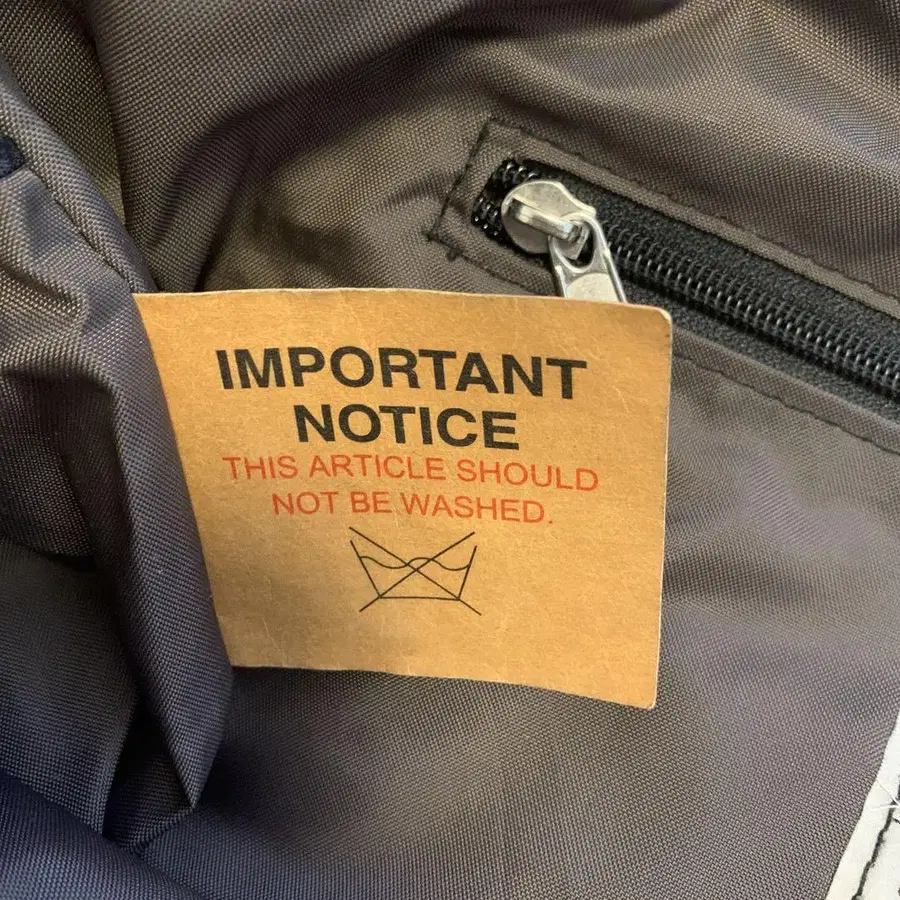 IMPORTANT
NOTICE
THIS ARTICLE SHOULD
NOT BE WASHED.